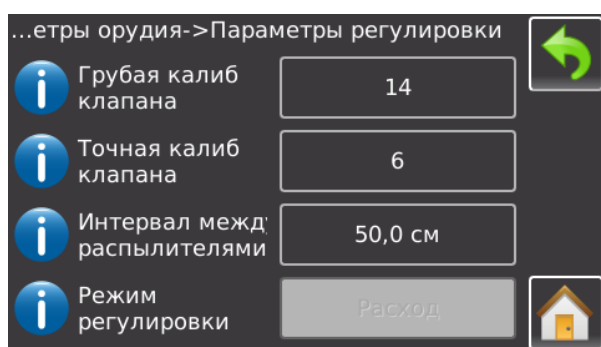 ...етры орудия->Параметры регулировки
Грубая калиб
клапана
14
Точная калиб
клапана
6
Интервал межд
распылителями
50,0 см
Режим
регулировки
Расход